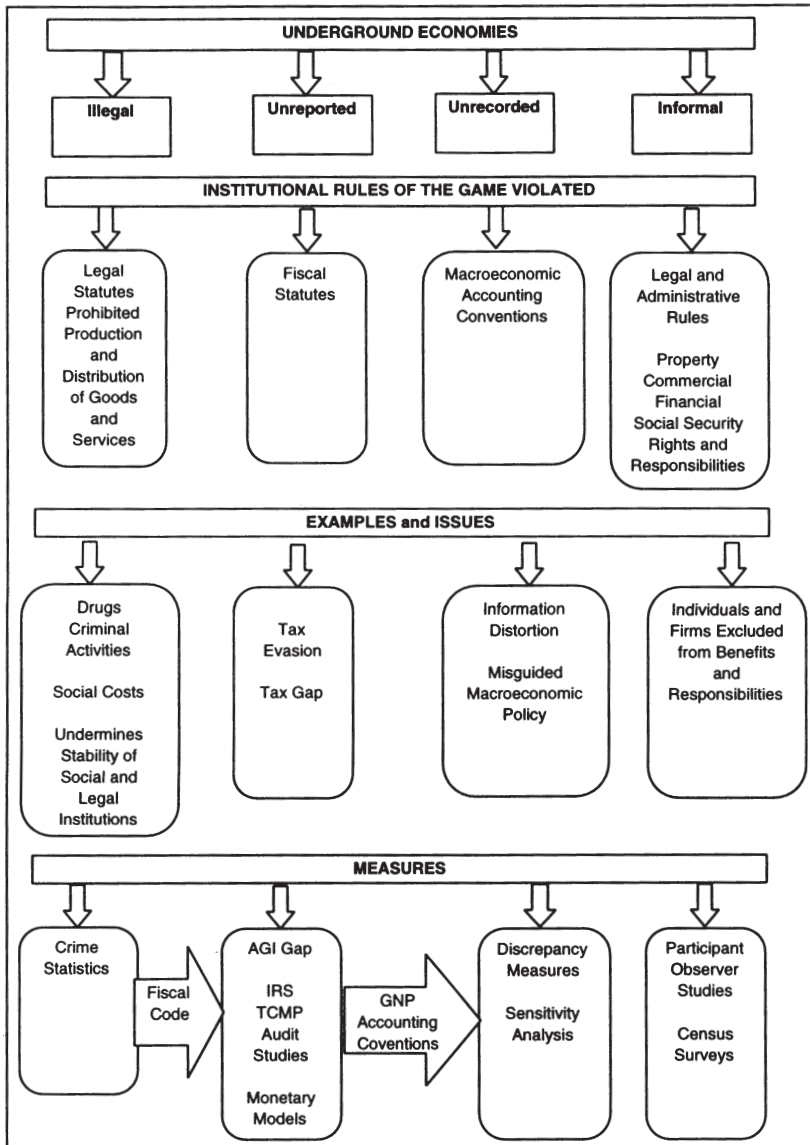 UNDERGROUND ECONOMIES
Illegal
Unreported
Unrecorded
Informal
INSTITUTIONAL RULES OF THE GAME VIOLATED
Legal
Statutes
Prohibited
Production
and
Distribution
of Goods
and
Services
Fiscal
Statutes
Macroeconomic
Accounting
Conventions
Legal and
Administrative
Rules
Property
Commercial
Financial
Social Security
Rights and
Responsibilities
EXAMPLES and ISSUES
Drugs
Criminal
Activities
Social Costs
Undermines
Stability of
Social and
Legal
Institutions
Tax
Evasion
Tax Gap
Information
Distortion
Misguided
Macroeconomic
Policy
Individuals and
Firms Excluded
from Benefits
and
Responsibilities
MEASURES
Crime
Statistics
Fiscal
Code
AGI Gap
IRS
TCMP
Audit
Studies
Monetary
Models
GNP
Accounting
Coventions
Discrepancy
Measures
Sensitivity
Analysis
Participant
Observer
Studies
Census
Surveys